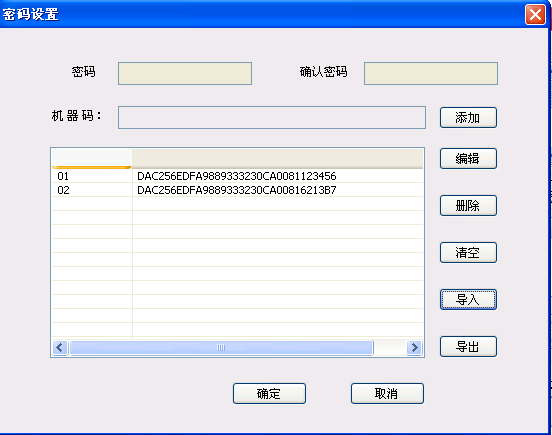 密码设置
密码 确认密码
机器码： 添加
编辑
01 DAC256EDFA9889333230CA0081123456
02 DAC256EDFA9889333230CA00816213B7
删除
清空
导入
导出
确定 取消